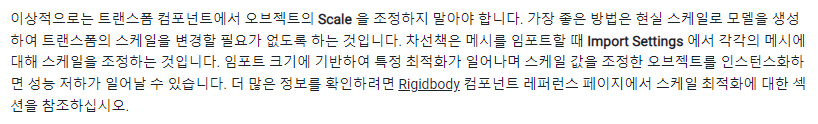 이상적으로는 트랜스폼 컴포넌트에서 오브젝트의 Scale 을 조정하지 말아야 합니다. 가장 좋은 방법은 현실 스케일로 모델을 생성
하여 트랜스폼의 스케일을 변경할 필요가 없도록 하는 것입니다. 차선책은 메시를 임포트할 때 Import Settings 에서 각각의 메시에
대해 스케일을 조정하는 것입니다. 임포트 크기에 기반하여 특정 최적화가 일어나며 스케일 값을 조정한 오브젝트를 인스턴스화하
면 성능 저하가 일어날 수 있습니다. 더 많은 정보를 확인하려면 Rigidbody 컴포넌트 레퍼런스 페이지에서 스케일 최적화에 대한 섹
션을 참조하십시오.